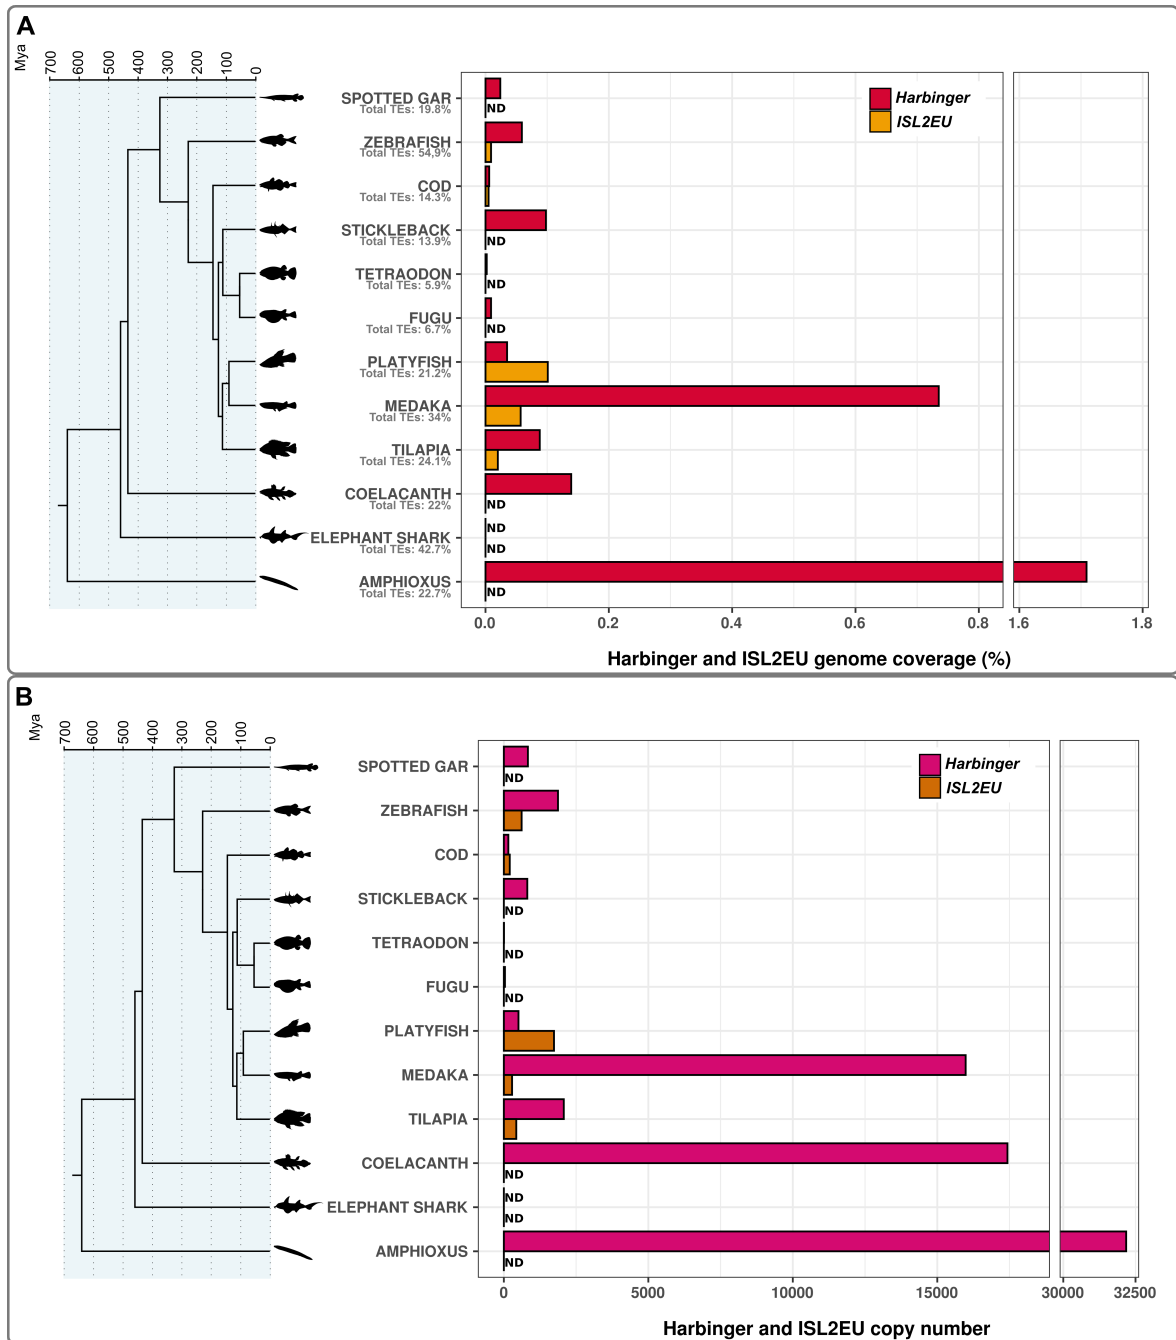 A
Mya
700
600
500
400
300
200
100
0
SPOTTED GAR
Total TEs: 19.8%
ND
ZEBRAFISH
Total TEs: 54,9%
COD
Total TEs: 14.3%
STICKLEBACK
Total TEs: 13.9%
ND
TETRAODON
Total TEs: 5.9%
ND
FUGU
Total TEs: 6.7%
ND
PLATYFISH
Total TEs: 21.2%
MEDAKA
Total TEs: 34%
TILAPIA
Total TEs: 24.1%
COELACANTH
Total TEs: 22%
ND
ELEPHANT SHARK
Total TEs: 42.7%
ND
ND
AMPHIOXUS
Total TEs: 22.7%
ND
Harbinger
ISL2EU
0.0 0.2 0.4 0.6 0.8 1.6 1.8
Harbinger and ISL2EU genome coverage (%)
B
Mya
700
600
500
400
300
200
100
0
SPOTTED GAR
ND
ZEBRAFISH
COD
STICKLEBACK
ND
TETRAODON
ND
FUGU
ND
PLATYFISH
MEDAKA
TILAPIA
COELACANTH
ND
ELEPHANT SHARK
ND
ND
AMPHIOXUS
ND
Harbinger
ISL2EU
0 5000 10000 15000 30000 32500
Harbinger and ISL2EU copy number